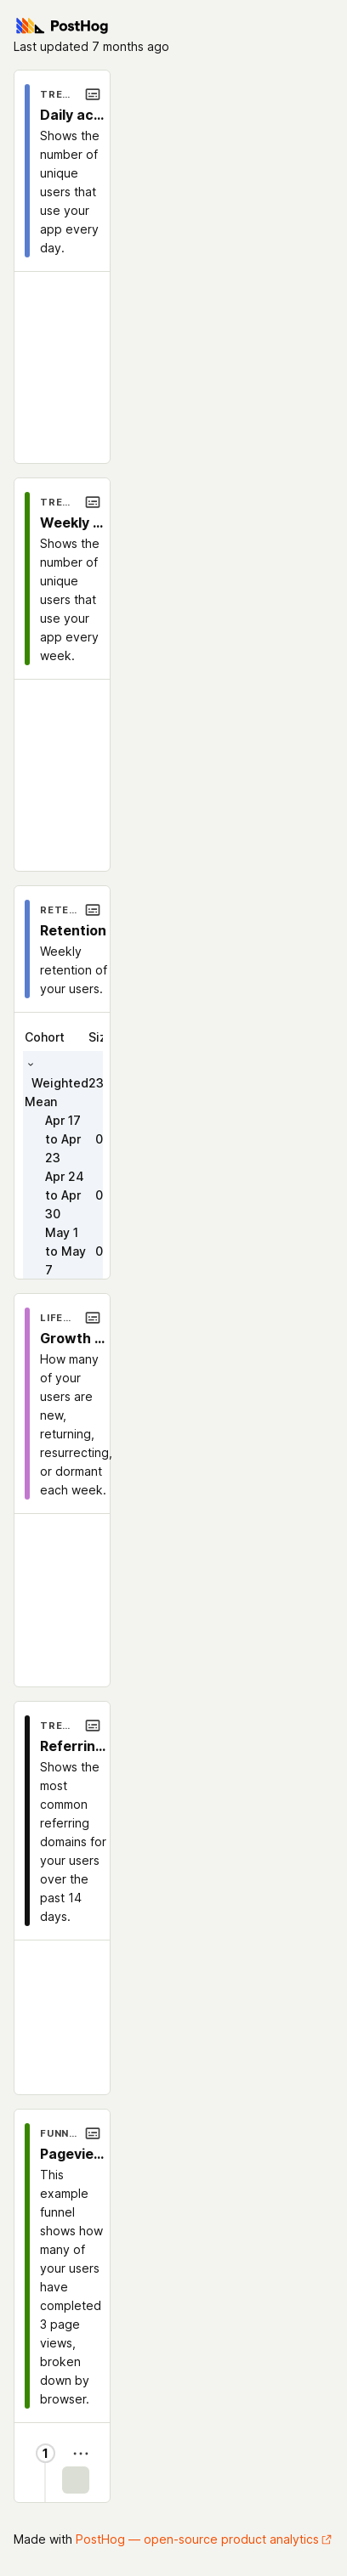 PostHog
Last updated 7 months ago
TRE...
Daily ac...
Shows the
number of
unique
users that
use your
app every
day.
TRE...
Weekly ...
Shows the
number of
unique
users that
use your
app every
week.
RETE...
Retention
Weekly
retention of
your users.
Cohort Siz
Weighted 23
Mean
Apr 17
to Apr 0
23
Apr 24
to Apr 0
30
May 1
to May 0
7
LIFE...
Growth ...
How many
of your
users are
new,
returning,
resurrecting,
or dormant
each week.
TRE...
Referrin...
Shows the
most
common
referring
domains for
your users
over the
past 14
days.
FUNN...
Pagevie...
This
example
funnel
shows how
many of
your users
have
completed
3 page
views,
broken
down by
browser.
1 ...
Made with PostHog — open-source product analytics